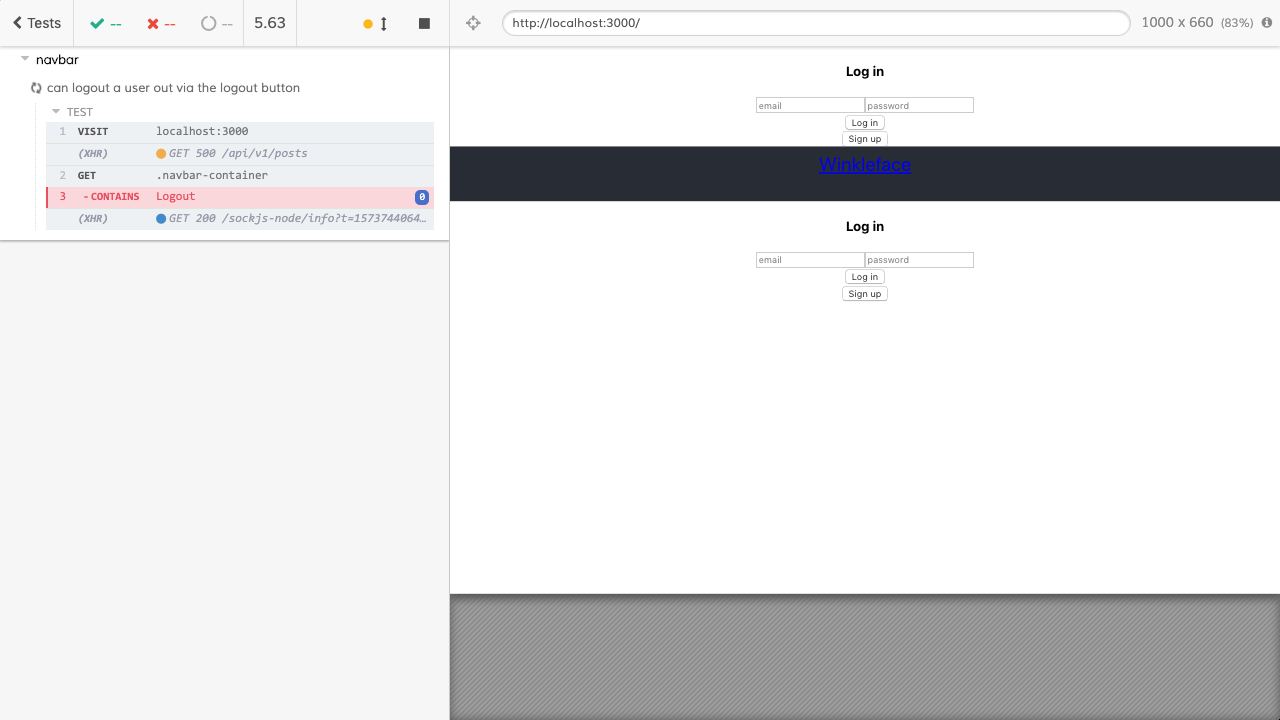 Tests
--
--
--
5.63
http://localhost:3000/
1000 x 660 (83%)
navbar
can logout a user out via the logout button
TEST
1 VISIT localhost:3000
(XHR) GET 500 /api/v1/posts
2 GET .navbar-container
3 -CONTAINS Logout 0
(XHR) GET 200 /sockjs-node/info?t=1573744064…
Log in
email password
Log in
Sign up
Winkleface
Log in
email password
Log in
Sign up